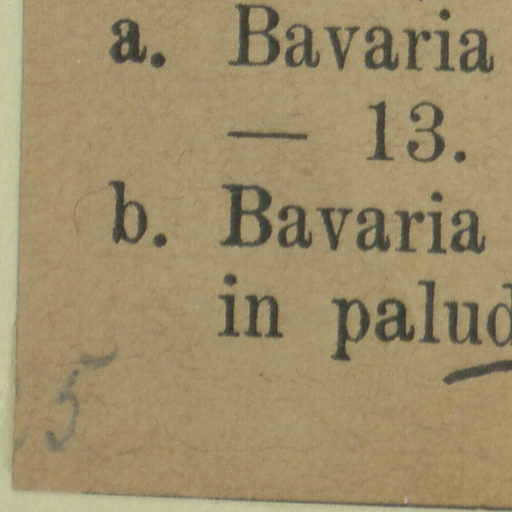 a. Bavaria
— 13.
b. Bavaria
in palud
5